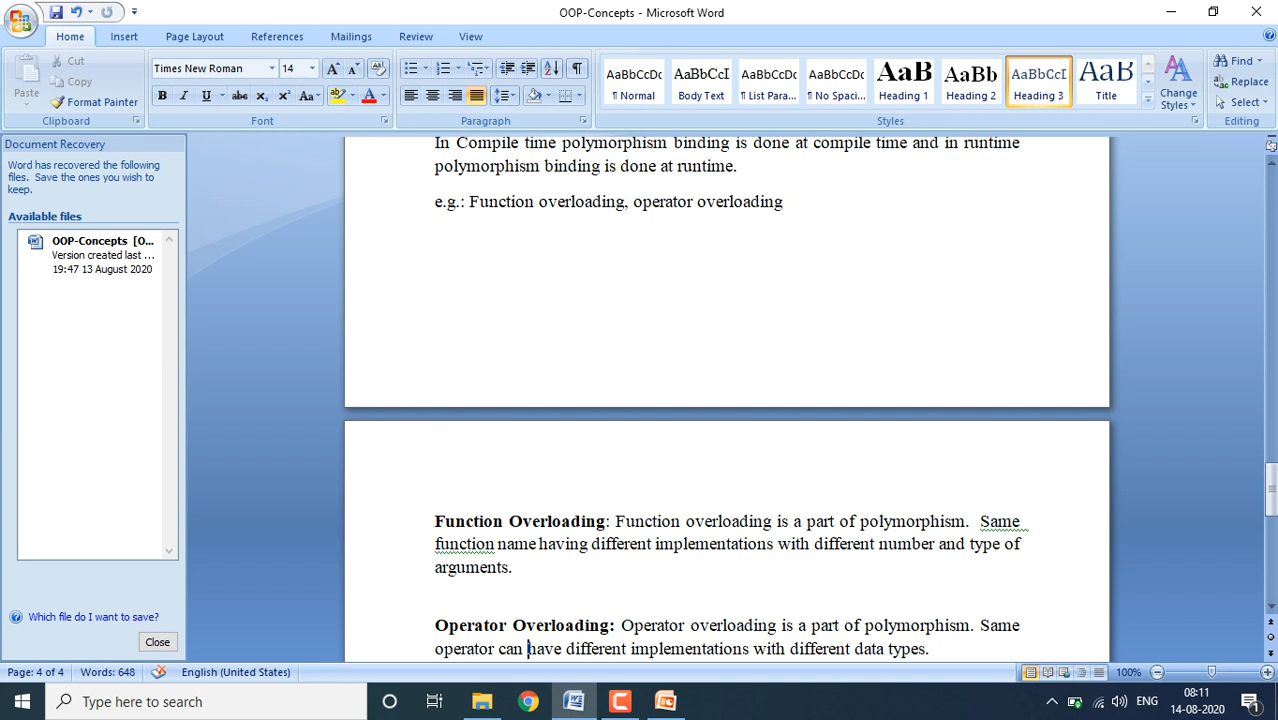 OOP-Concepts - Microsoft Word
Home Insert Page Layout References Mailings Review View
Paste
Cut
Copy
Format Painter
Clipboard
Times New Roman 14
B I U abc x₂ x² Aa
Font
Paragraph
AaBbCcDc AaBbCcI AaBbCcDc AaBbCcDc AaB AaBb AaBbCcI AaB
¶ Normal Body Text ¶ List Para... ¶ No Spaci... Heading 1 Heading 2 Heading 3 Title
Change Styles
Styles
Find
Replace
Select
Editing
Document Recovery
Word has recovered the following
files. Save the ones you wish to
keep.
Available files
OOP-Concepts [O...
Version created last ...
19:47 13 August 2020
Which file do I want to save?
Close
In Compile time polymorphism binding is done at compile time and in runtime
polymorphism binding is done at runtime.
e.g.: Function overloading, operator overloading
Function Overloading: Function overloading is a part of polymorphism. Same
function name having different implementations with different number and type of
arguments.
Operator Overloading: Operator overloading is a part of polymorphism. Same
operator can have different implementations with different data types.
Page: 4 of 4 Words: 648 English (United States) 100%
Type here to search
ENG
08:11
14-08-2020
1